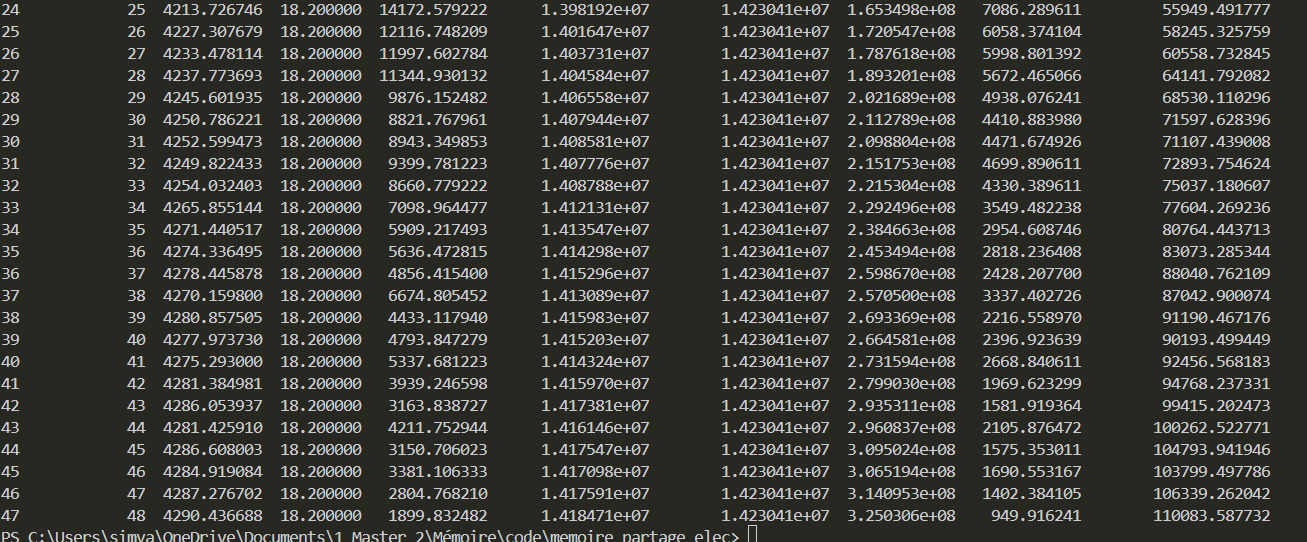 24 25 4213.726746 18.200000 14172.579222 1.398192e+07 1.423041e+07 1.653498e+08 7086.289611 55949.491777
25 26 4227.307679 18.200000 12116.748209 1.401647e+07 1.423041e+07 1.720547e+08 6058.374104 58245.325759
26 27 4233.478114 18.200000 11997.602784 1.403731e+07 1.423041e+07 1.787618e+08 5998.801392 60558.732845
27 28 4237.773693 18.200000 11344.930132 1.404584e+07 1.423041e+07 1.893201e+08 5672.465066 64141.792082
28 29 4245.601935 18.200000 9876.152482 1.406558e+07 1.423041e+07 2.021689e+08 4938.076241 68530.110296
29 30 4250.786221 18.200000 8821.767961 1.407944e+07 1.423041e+07 2.112789e+08 4410.883980 71597.628396
30 31 4252.599473 18.200000 8943.349853 1.408581e+07 1.423041e+07 2.098804e+08 4471.674926 71107.439008
31 32 4249.822433 18.200000 9399.781223 1.407776e+07 1.423041e+07 2.151753e+08 4699.890611 72893.754624
32 33 4254.032403 18.200000 8660.779222 1.408788e+07 1.423041e+07 2.215304e+08 4330.389611 75037.180607
33 34 4265.855144 18.200000 7098.964477 1.412131e+07 1.423041e+07 2.292496e+08 3549.482238 77604.269236
34 35 4271.440517 18.200000 5909.217493 1.413547e+07 1.423041e+07 2.384663e+08 2954.608746 80764.443713
35 36 4274.336495 18.200000 5636.472815 1.414298e+07 1.423041e+07 2.453494e+08 2818.236408 83073.285344
36 37 4278.445878 18.200000 4856.415400 1.415296e+07 1.423041e+07 2.598670e+08 2428.207700 88040.762109
37 38 4270.159800 18.200000 6674.805452 1.413089e+07 1.423041e+07 2.570500e+08 3337.402726 87042.900074
38 39 4280.857505 18.200000 4433.117940 1.415983e+07 1.423041e+07 2.693369e+08 2216.558970 91190.467176
39 40 4277.973730 18.200000 4793.847279 1.415203e+07 1.423041e+07 2.664581e+08 2396.923639 90193.499449
40 41 4275.293000 18.200000 5337.681223 1.414324e+07 1.423041e+07 2.731594e+08 2668.840611 92456.568183
41 42 4281.384981 18.200000 3939.246598 1.415970e+07 1.423041e+07 2.799030e+08 1969.623299 94768.237331
42 43 4286.053937 18.200000 3163.838727 1.417381e+07 1.423041e+07 2.935311e+08 1581.919364 99415.202473
43 44 4281.425910 18.200000 4211.752944 1.416146e+07 1.423041e+07 2.960837e+08 2105.876472 100262.522771
44 45 4286.608003 18.200000 3150.706023 1.417547e+07 1.423041e+07 3.095024e+08 1575.353011 104793.941946
45 46 4284.919084 18.200000 3381.106333 1.417098e+07 1.423041e+07 3.065194e+08 1690.553167 103799.497786
46 47 4287.276702 18.200000 2804.768210 1.417591e+07 1.423041e+07 3.140953e+08 1402.384105 106339.262042
47 48 4290.436688 18.200000 1899.832482 1.418471e+07 1.423041e+07 3.250306e+08 949.916241 110083.587732
PS C:\Users\simva\OneDrive\Documents\1_Master_2\Mémoire\code\memoire_partage_elec>